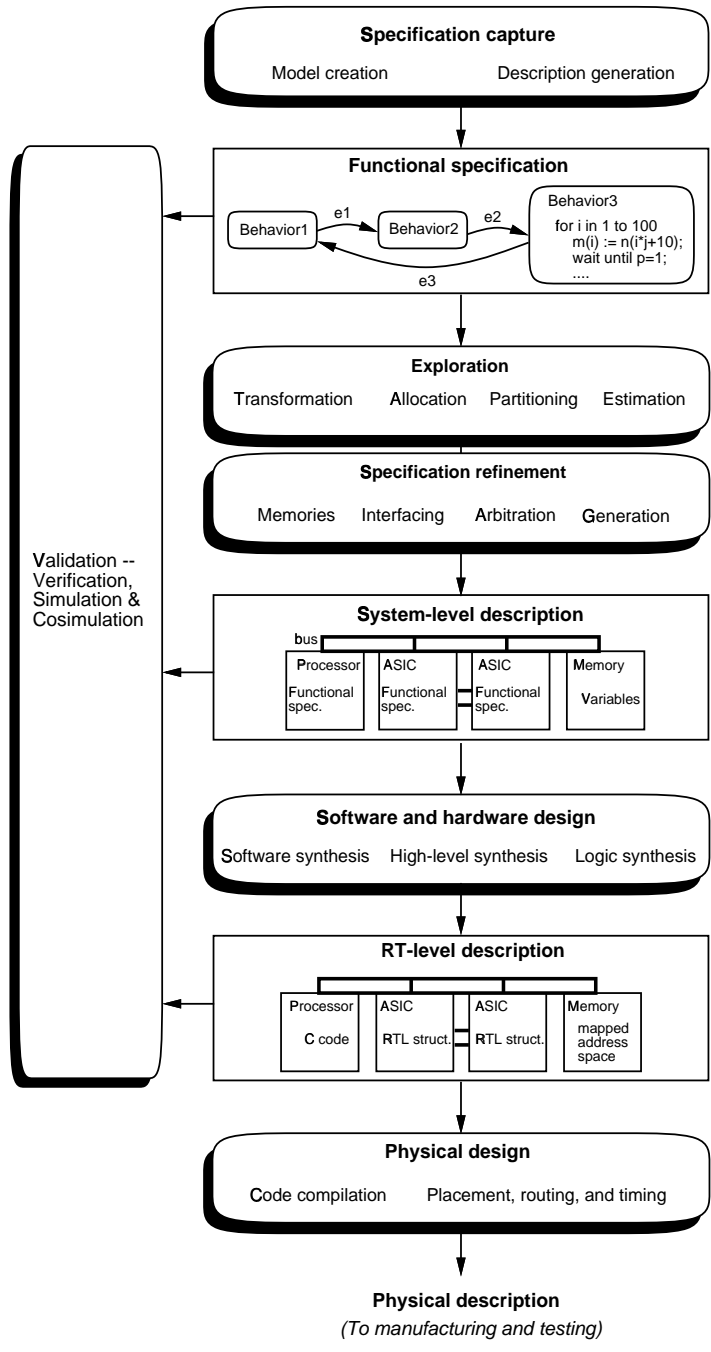 Specification capture
Model creation Description generation
Functional specification
Behavior1
e1
Behavior2
e2
Behavior3
for i in 1 to 100
m(i) := n(i*j+10);
wait until p=1;
....
e3
Exploration
Transformation Allocation Partitioning Estimation
Specification refinement
Memories Interfacing Arbitration Generation
Validation --
Verification,
Simulation &
Cosimulation
System-level description
bus
Processor ASIC ASIC Memory
Functional Functional Functional Variables
spec. spec. spec.
Software and hardware design
Software synthesis High-level synthesis Logic synthesis
RT-level description
Processor ASIC ASIC Memory
C code RTL struct. RTL struct. mapped
address
space
Physical design
Code compilation Placement, routing, and timing
Physical description
(To manufacturing and testing)